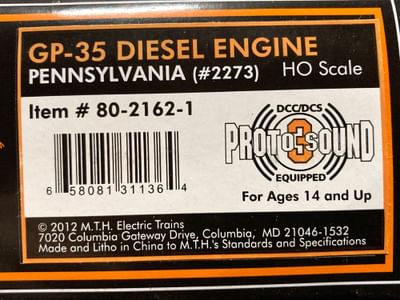 GP-35 DIESEL ENGINE
PENNSYLVANIA (#2273) HO Scale
Item # 80-2162-1
DCC/DCS
PROTO 3 SOUND
EQUIPPED
6 58081 31136 4
For Ages 14 and Up
© 2012 M.T.H. Electric Trains
7020 Columbia Gateway Drive, Columbia, MD 21046-1532
Made and Litho in China to M.T.H.'s Standards and Specifications